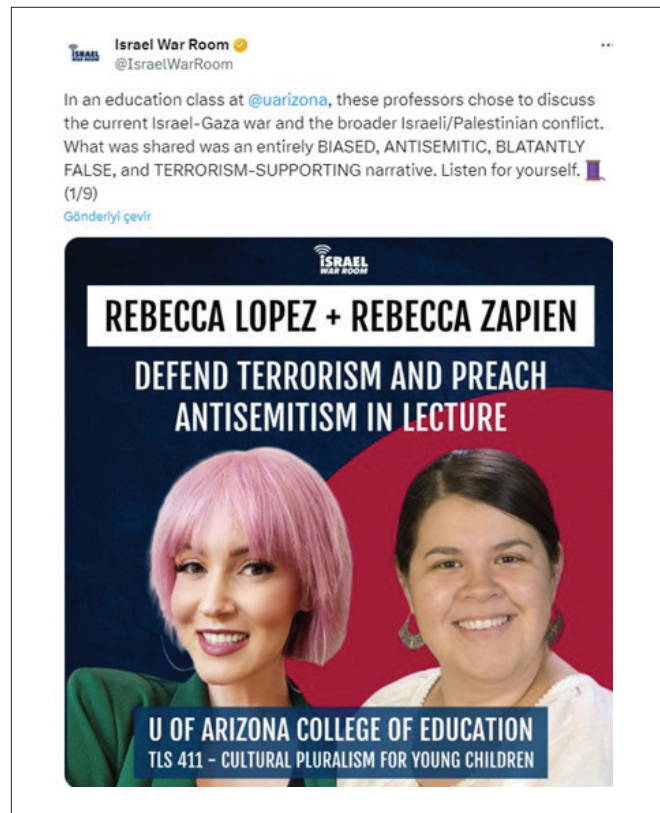 ISRAEL
WAR ROOM
Israel War Room
@IsraelWarRoom
In an education class at @uarizona, these professors chose to discuss
the current Israel-Gaza war and the broader Israeli/Palestinian conflict.
What was shared was an entirely BIASED, ANTISEMITIC, BLATANTLY
FALSE, and TERRORISM-SUPPORTING narrative. Listen for yourself. 🧵
(1/9)
Gönderiyi çevir
ISRAEL
WAR ROOM
REBECCA LOPEZ + REBECCA ZAPIEN
DEFEND TERRORISM AND PREACH
ANTISEMITISM IN LECTURE
U OF ARIZONA COLLEGE OF EDUCATION
TLS 411 – CULTURAL PLURALISM FOR YOUNG CHILDREN